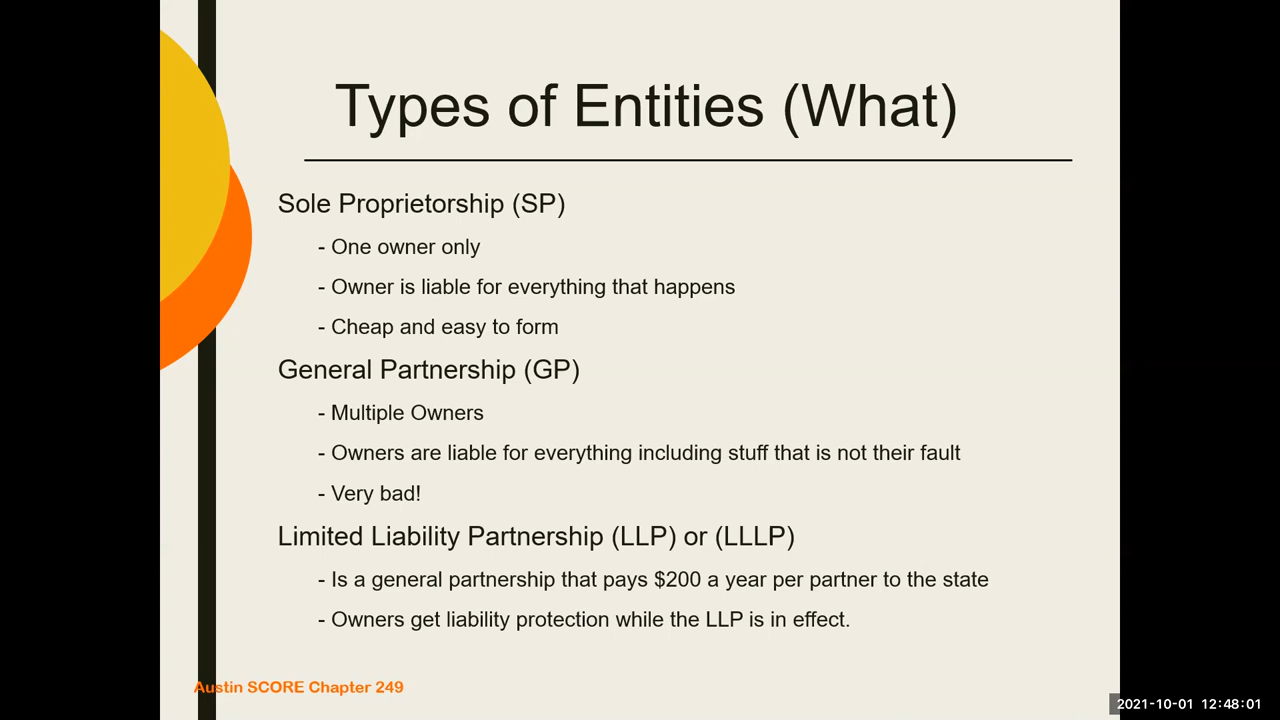 Types of Entities (What)
Sole Proprietorship (SP)
- One owner only
- Owner is liable for everything that happens
- Cheap and easy to form
General Partnership (GP)
- Multiple Owners
- Owners are liable for everything including stuff that is not their fault
- Very bad!
Limited Liability Partnership (LLP) or (LLLP)
- Is a general partnership that pays $200 a year per partner to the state
- Owners get liability protection while the LLP is in effect.
Austin SCORE Chapter 249
2021-10-01 12:48:01